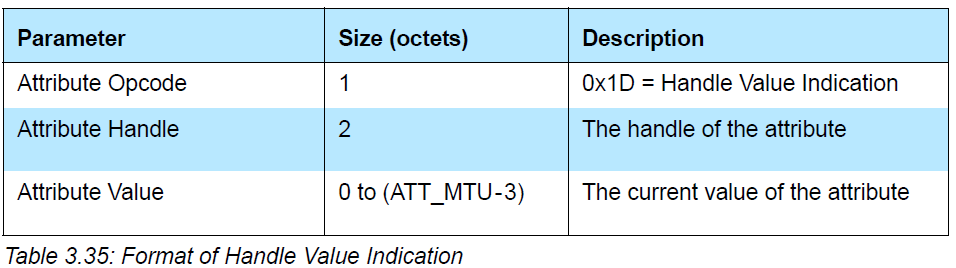 Parameter Size (octets) Description
Attribute Opcode 1 0x1D = Handle Value Indication
Attribute Handle 2 The handle of the attribute
Attribute Value 0 to (ATT_MTU-3) The current value of the attribute
Table 3.35: Format of Handle Value Indication